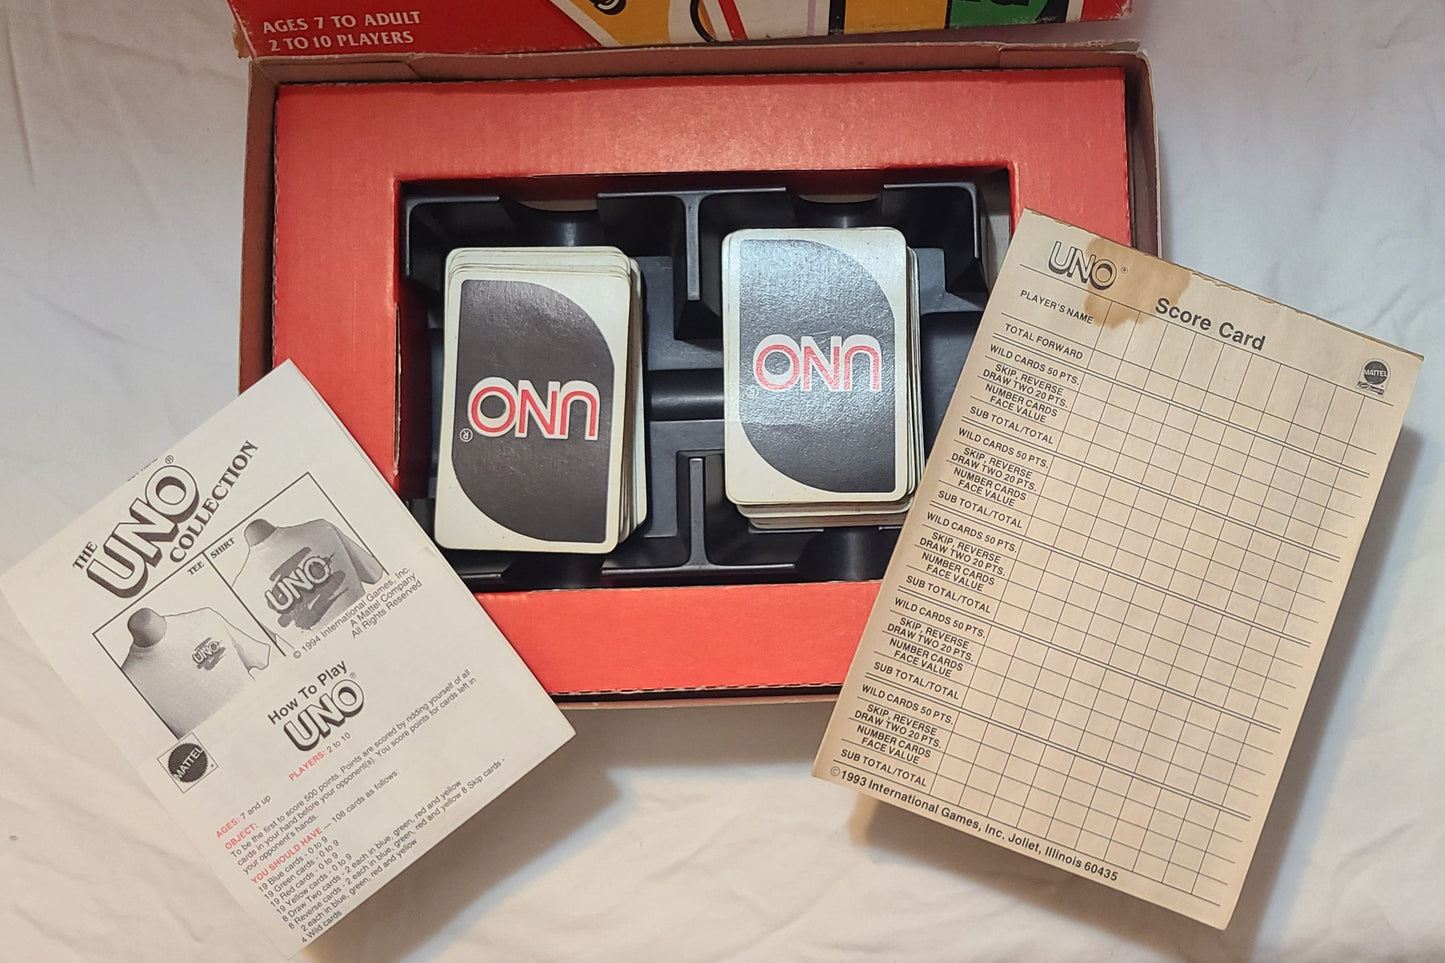 AGES 7 TO ADULT
2 TO 10 PLAYERS
UNO®
UNO®
THE
UNO®
COLLECTION
TEE SHIRT
UNO
UNO
© 1994 International Games, Inc.
A Mattel Company
All Rights Reserved
How To Play
UNO®
MATTEL
PLAYERS: 2 to 10
AGES: 7 and up
OBJECT:
To be the first to score 500 points. Points are scored by ridding yourself of all
cards in your hand before your opponent(s). You score points for cards left in
your opponent's hands.
YOU SHOULD HAVE — 108 cards as follows:
19 Blue cards - 0 to 9
19 Green cards - 0 to 9
19 Red cards - 0 to 9
19 Yellow cards - 0 to 9
8 Draw Two cards - 2 each in blue, green, red and yellow
8 Reverse cards - 2 each in blue, green, red and yellow 8 Skip cards -
2 each in blue, green, red and yellow
4 Wild cards
UNO®
Score Card
MATTEL
PLAYER'S NAME
TOTAL FORWARD
WILD CARDS 50 PTS.
SKIP, REVERSE
DRAW TWO 20 PTS.
NUMBER CARDS
FACE VALUE
SUB TOTAL/TOTAL
WILD CARDS 50 PTS.
SKIP, REVERSE
DRAW TWO 20 PTS.
NUMBER CARDS
FACE VALUE
SUB TOTAL/TOTAL
WILD CARDS 50 PTS.
SKIP, REVERSE
DRAW TWO 20 PTS.
NUMBER CARDS
FACE VALUE
SUB TOTAL/TOTAL
WILD CARDS 50 PTS.
SKIP, REVERSE
DRAW TWO 20 PTS.
NUMBER CARDS
FACE VALUE
SUB TOTAL/TOTAL
WILD CARDS 50 PTS.
SKIP, REVERSE
DRAW TWO 20 PTS.
NUMBER CARDS
FACE VALUE
SUB TOTAL/TOTAL
©1993 International Games, Inc. Joliet, Illinois 60435